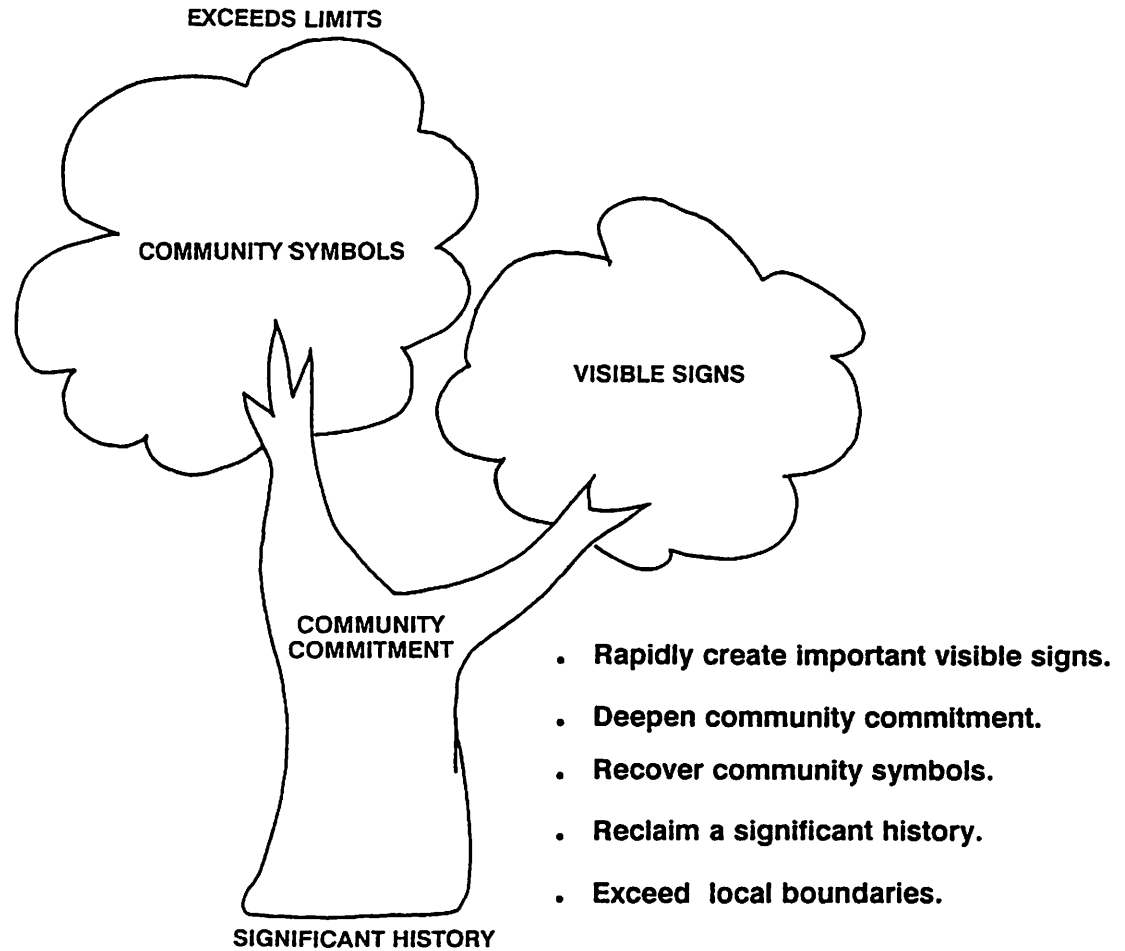 EXCEEDS LIMITS
COMMUNITY SYMBOLS
VISIBLE SIGNS
COMMUNITY
COMMITMENT
. Rapidly create important visible signs.
. Deepen community commitment.
. Recover community symbols.
. Reclaim a significant history.
. Exceed local boundaries.
SIGNIFICANT HISTORY